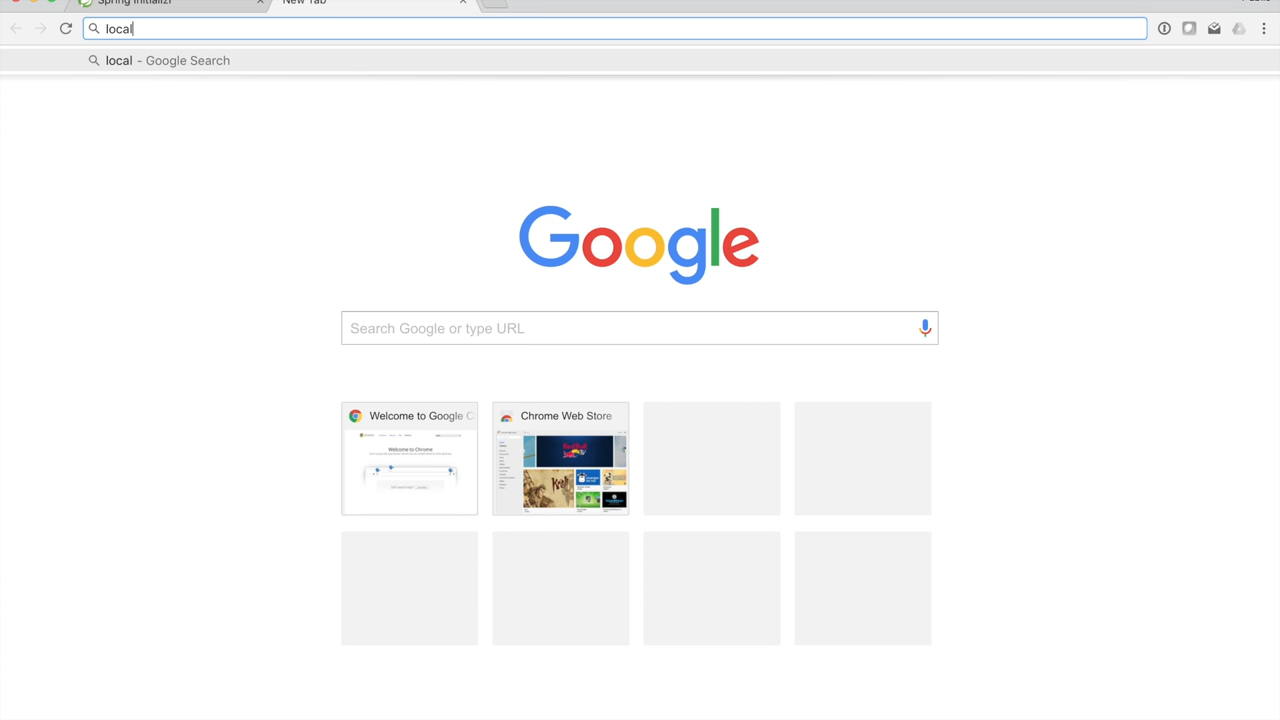 Spring Initializr
New Tab
local
local - Google Search
Google
Search Google or type URL
Welcome to Google C
Chrome Web Store
Welcome to Chrome